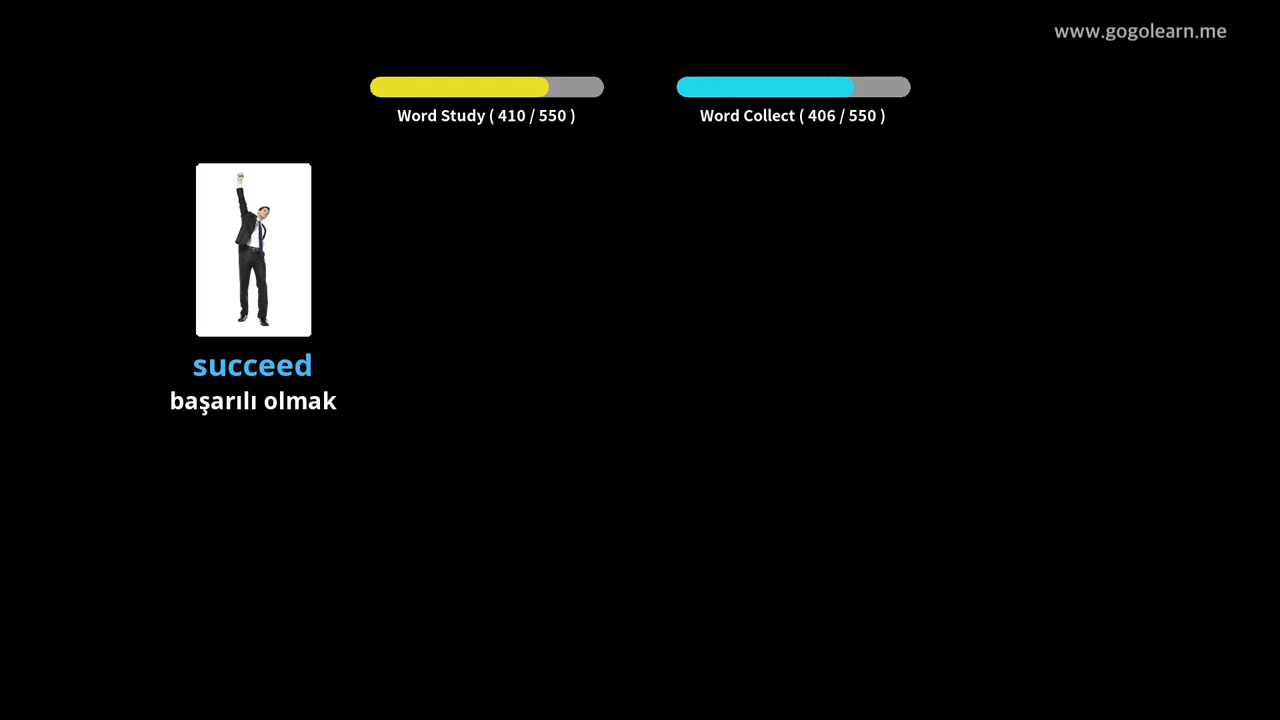 www.gogolearn.me
Word Study ( 410 / 550 )
Word Collect ( 406 / 550 )
succeed
başarılı olmak